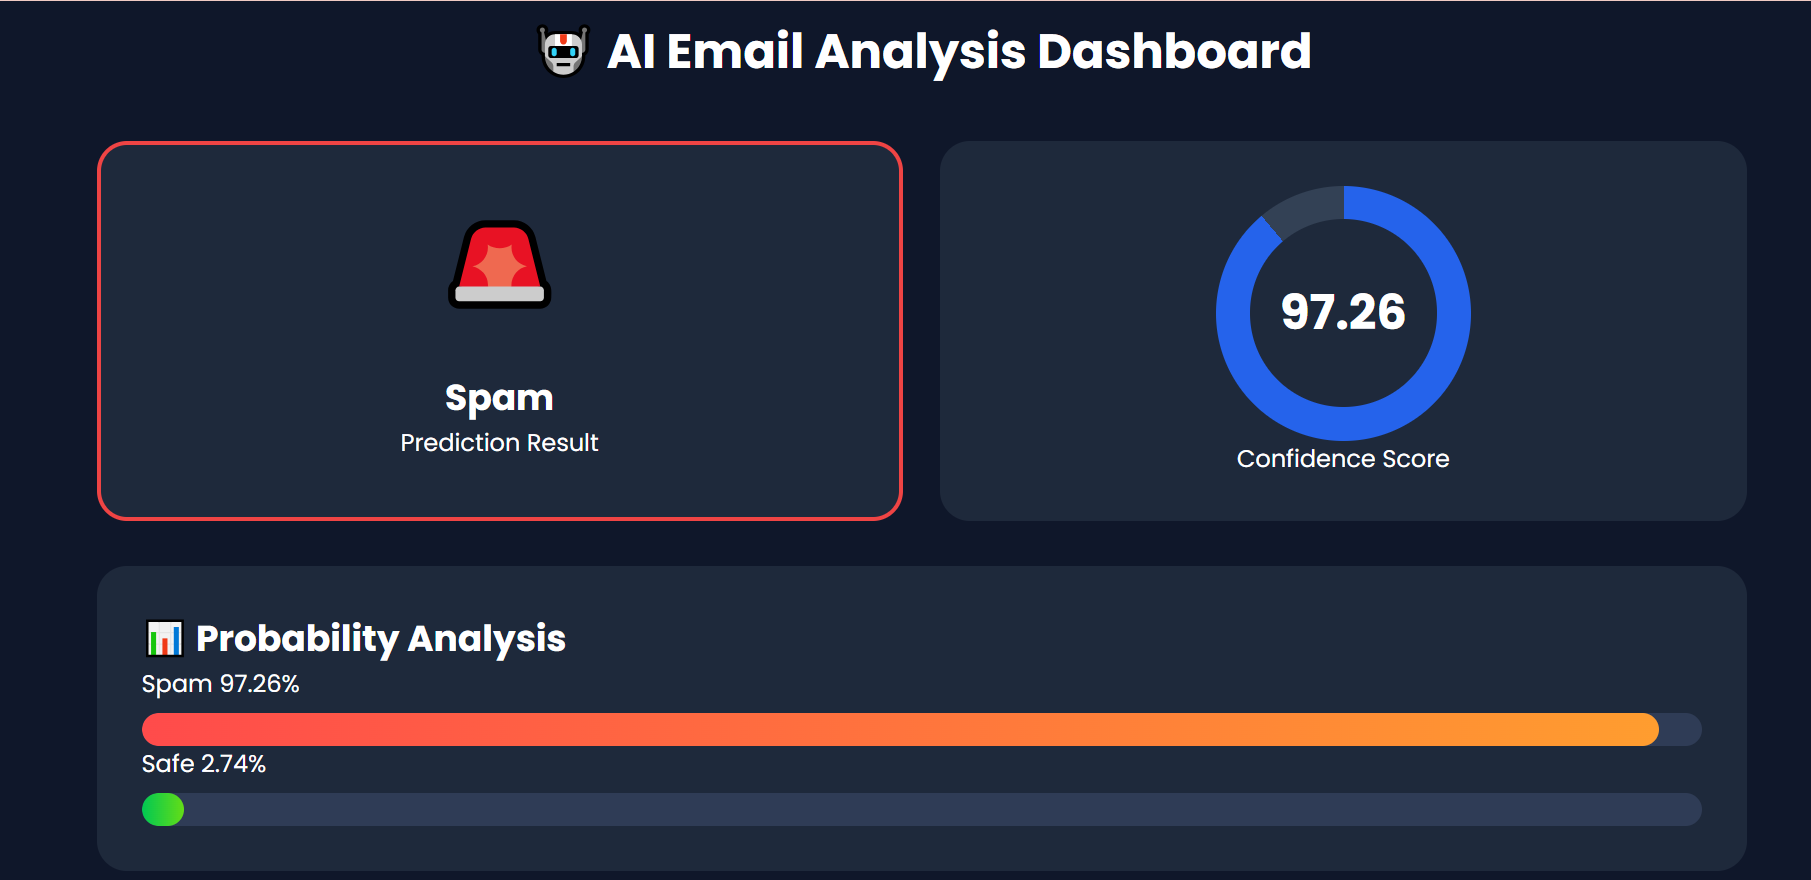 AI Email Analysis Dashboard
Spam
Prediction Result
97.26
Confidence Score
Probability Analysis
Spam 97.26%
Safe 2.74%